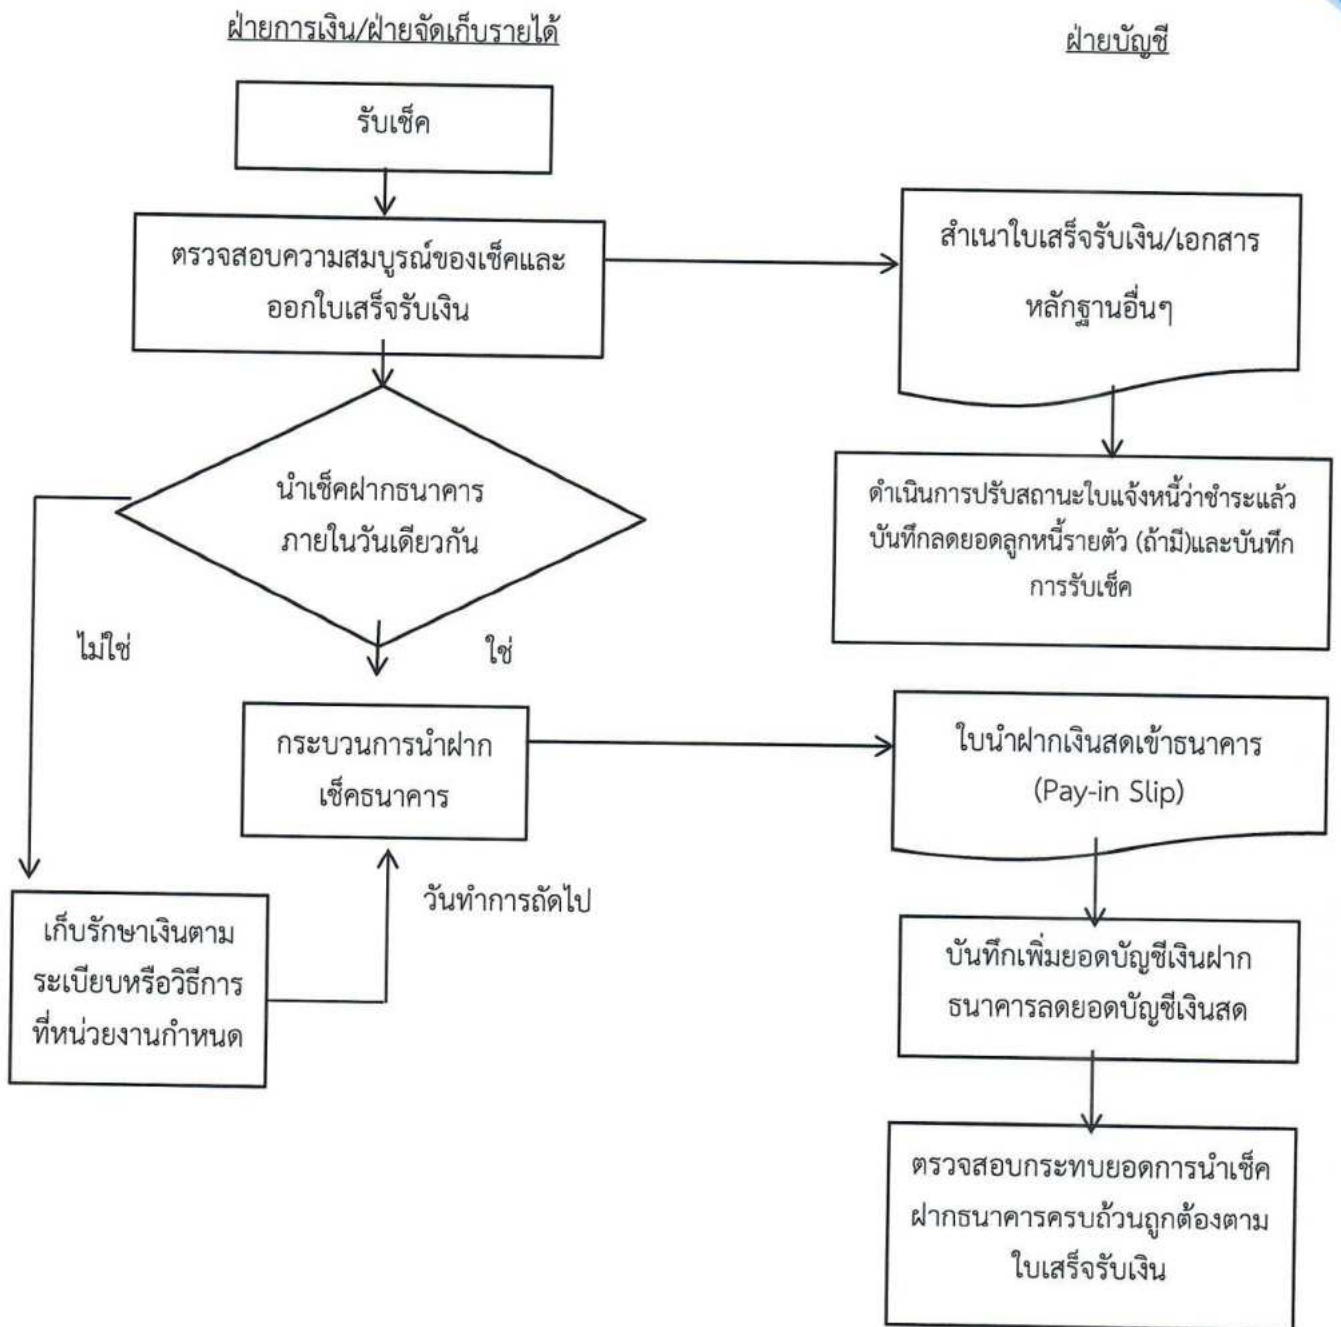 ฝ่ายการเงิน/ฝ่ายจัดเก็บรายได้
ฝ่ายบัญชี
รับเช็ค
ตรวจสอบความสมบูรณ์ของเช็คและ
ออกใบเสร็จรับเงิน
สำเนาใบเสร็จรับเงิน/เอกสาร
หลักฐานอื่นๆ
นำเช็คฝากธนาคาร
ภายในวันเดียวกัน
ดำเนินการปรับสถานะใบแจ้งหนี้ว่าชำระแล้ว
บันทึกลดยอดลูกหนี้รายตัว (ถ้ามี)และบันทึก
การรับเช็ค
ไม่ใช่
ใช่
กระบวนการนำฝาก
เช็คธนาคาร
ใบนำฝากเงินสดเข้าธนาคาร
(Pay-in Slip)
วันทำการถัดไป
เก็บรักษาเงินตาม
ระเบียบหรือวิธีการ
ที่หน่วยงานกำหนด
บันทึกเพิ่มยอดบัญชีเงินฝาก
ธนาคารลดยอดบัญชีเงินสด
ตรวจสอบกระทบยอดการนำเช็ค
ฝากธนาคารครบถ้วนถูกต้องตาม
ใบเสร็จรับเงิน